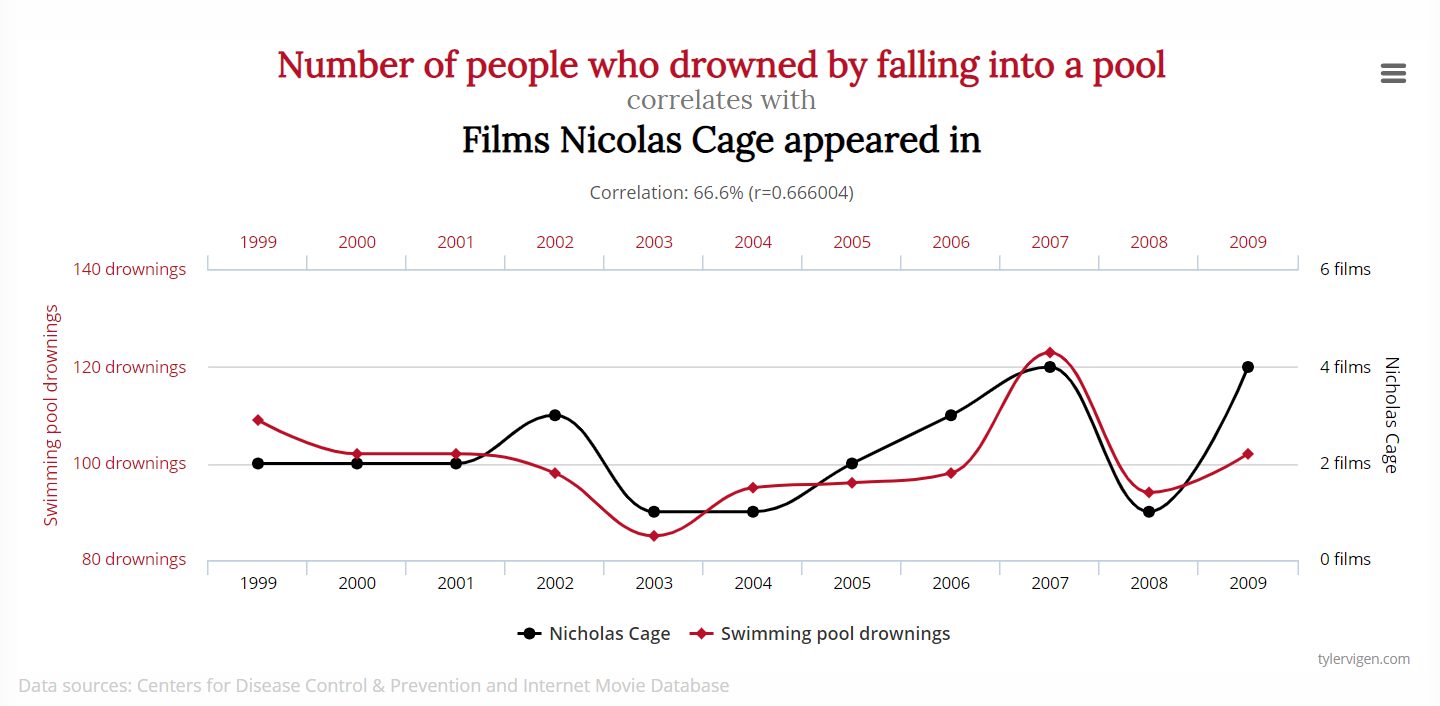 Number of people who drowned by falling into a pool
correlates with
Films Nicolas Cage appeared in
Correlation: 66.6% (r=0.666004)
1999 2000 2001 2002 2003 2004 2005 2006 2007 2008 2009
140 drownings 6 films
120 drownings 4 films
100 drownings 2 films
80 drownings 0 films
Swimming pool drownings
Nicholas Cage
1999 2000 2001 2002 2003 2004 2005 2006 2007 2008 2009
Nicholas Cage Swimming pool drownings
tylervigen.com
Data sources: Centers for Disease Control & Prevention and Internet Movie Database